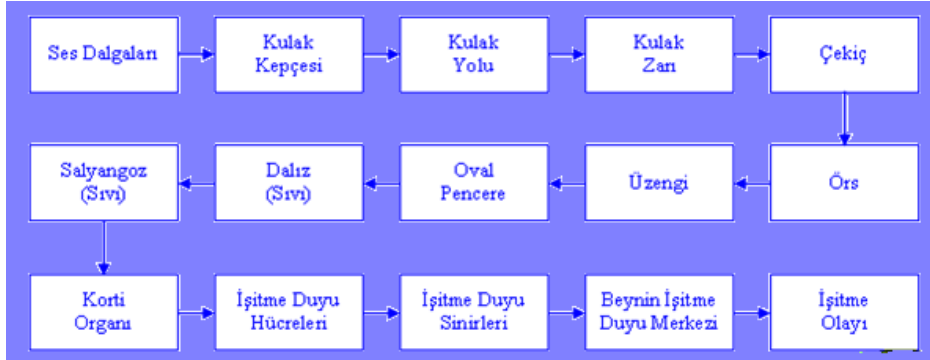 Ses Dalgaları
Kulak
Kepçesi
Kulak
Yolu
Kulak
Zarı
Çekiç
Salyangoz
(Sıvı)
Dalız
(Sıvı)
Oval
Pencere
Üzengi
Örs
Korti
Organı
İşitme Duyu
Hücreleri
İşitme Duyu
Sinirleri
Beynin İşitme
Duyu Merkezi
İşitme
Olayı